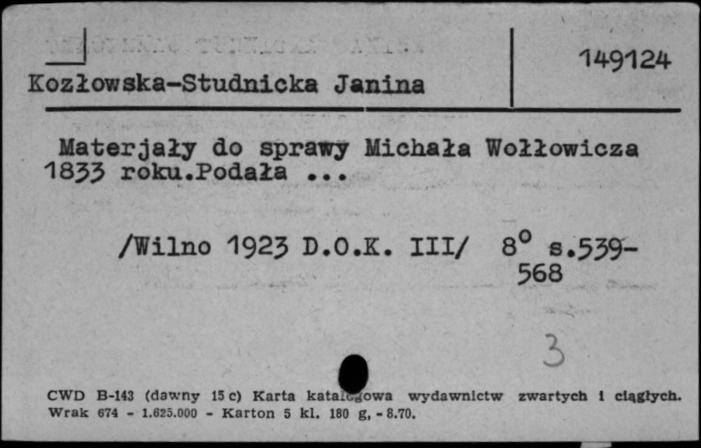 149124
Kozłowska-Studnicka Janina
Materjały do sprawy Michała Wołłowicza
1833 roku.Podała ...
/Wilno 1923 D.O.K. III/ 8° s.539-
568
3
CWD B-143 (dawny 15 c) Karta katalogowa wydawnictw zwartych i ciągłych.
Wrak 674 - 1.625.000 - Karton 5 kl. 180 g, - 8.70.